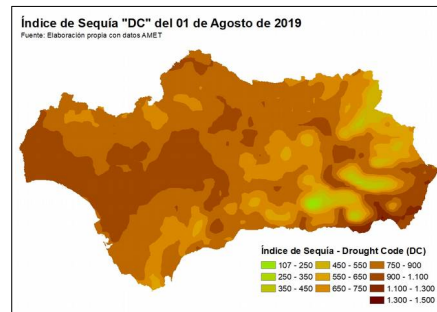 Índice de Sequía "DC" del 01 de Agosto de 2019
Fuente: Elaboración propia con datos AMET
Índice de Sequía - Drought Code (DC)
107 - 250 450 - 550 750 - 900
250 - 350 550 - 650 900 - 1.100
350 - 450 650 - 750 1.100 - 1.300
1.300 - 1.500